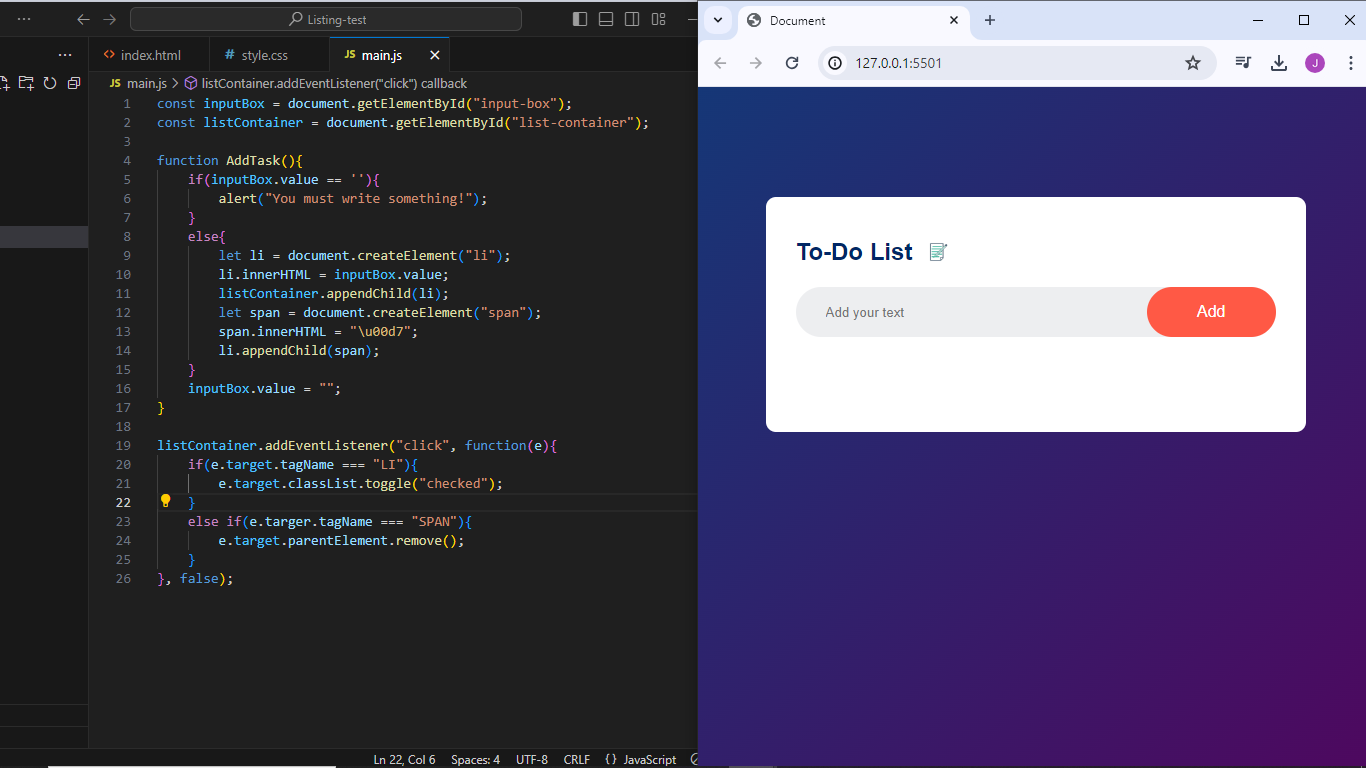 Listing-test
index.html
# style.css
JS main.js
JS main.js > listContainer.addEventListener("click") callback
1 const inputBox = document.getElementById("input-box");
2 const listContainer = document.getElementById("list-container");
3
4 function AddTask(){
5 if(inputBox.value == ''){
6 alert("You must write something!");
7 }
8 else{
9 let li = document.createElement("li");
10 li.innerHTML = inputBox.value;
11 listContainer.appendChild(li);
12 let span = document.createElement("span");
13 span.innerHTML = "\u00d7";
14 li.appendChild(span);
15 }
16 inputBox.value = "";
17 }
18
19 listContainer.addEventListener("click", function(e){
20 if(e.target.tagName === "LI"){
21 e.target.classList.toggle("checked");
22 }
23 else if(e.targer.tagName === "SPAN"){
24 e.target.parentElement.remove();
25 }
26 }, false);
Ln 22, Col 6 Spaces: 4 UTF-8 CRLF {} JavaScript
Document
127.0.0.1:5501
J
To-Do List
Add your text
Add